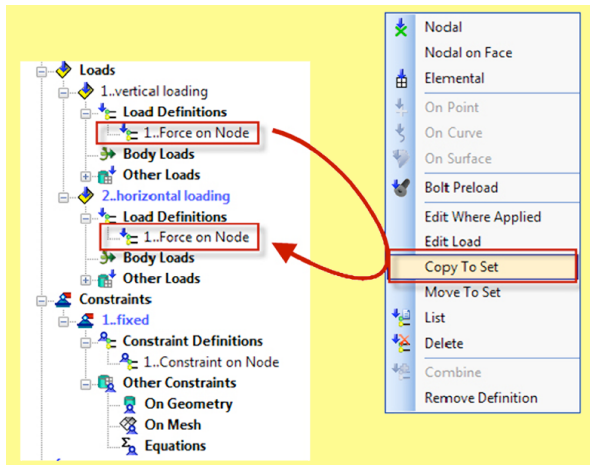 Loads
1..vertical loading
Load Definitions
1..Force on Node
Body Loads
Other Loads
2..horizontal loading
Load Definitions
1..Force on Node
Body Loads
Other Loads
Constraints
1..fixed
Constraint Definitions
1..Constraint on Node
Other Constraints
On Geometry
On Mesh
Equations
Nodal
Nodal on Face
Elemental
On Point
On Curve
On Surface
Bolt Preload
Edit Where Applied
Edit Load
Copy To Set
Move To Set
List
Delete
Combine
Remove Definition